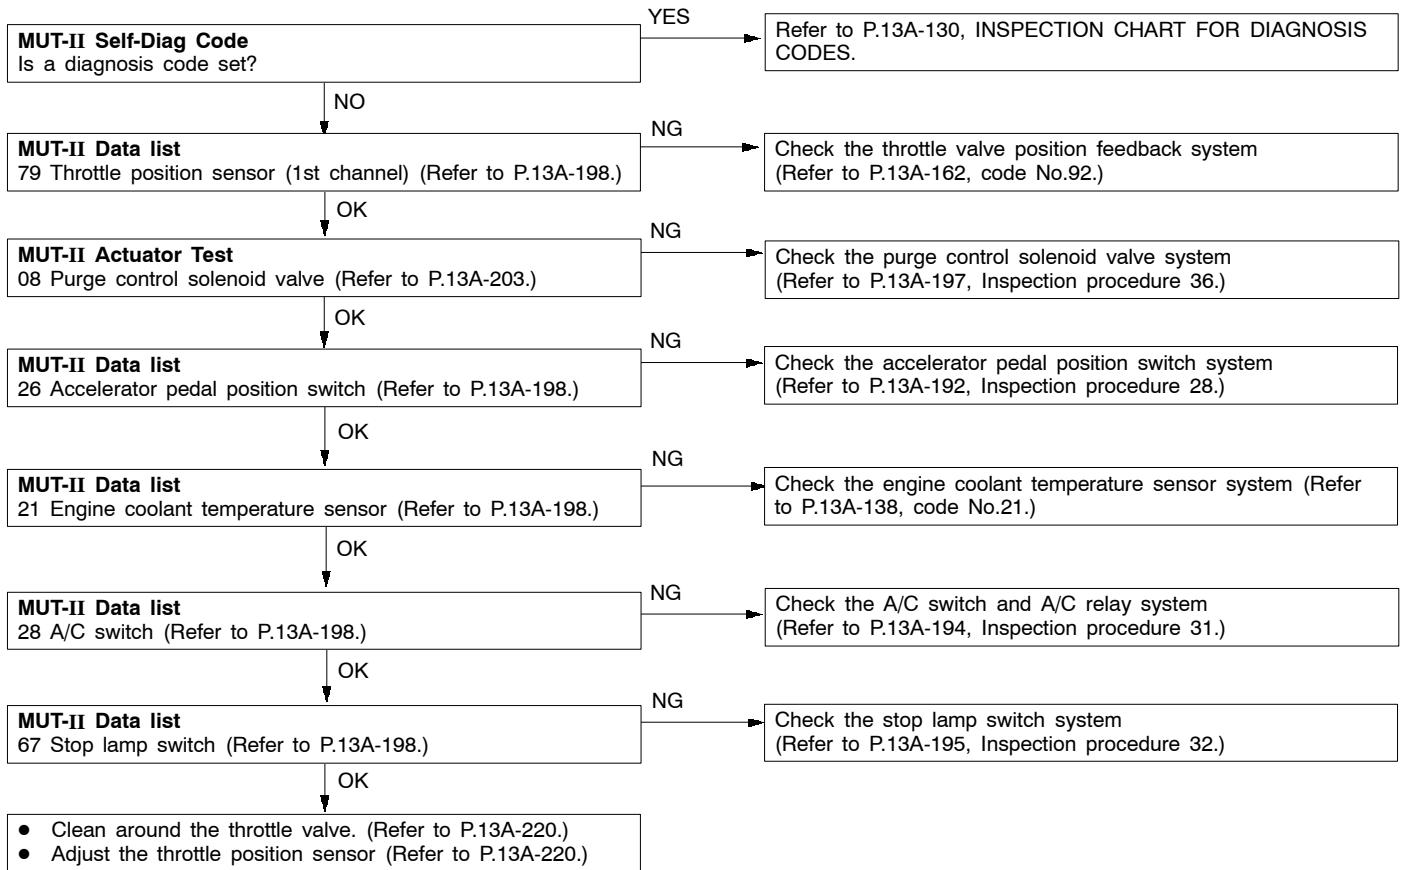 MUT-II Self-Diag Code
Is a diagnosis code set?
YES
Refer to P.13A-130, INSPECTION CHART FOR DIAGNOSIS
CODES.
NO
MUT-II Data list
79 Throttle position sensor (1st channel) (Refer to P.13A-198.)
NG
Check the throttle valve position feedback system
(Refer to P.13A-162, code No.92.)
OK
MUT-II Actuator Test
08 Purge control solenoid valve (Refer to P.13A-203.)
NG
Check the purge control solenoid valve system
(Refer to P.13A-197, Inspection procedure 36.)
OK
MUT-II Data list
26 Accelerator pedal position switch (Refer to P.13A-198.)
NG
Check the accelerator pedal position switch system
(Refer to P.13A-192, Inspection procedure 28.)
OK
MUT-II Data list
21 Engine coolant temperature sensor (Refer to P.13A-198.)
NG
Check the engine coolant temperature sensor system (Refer
to P.13A-138, code No.21.)
OK
MUT-II Data list
28 A/C switch (Refer to P.13A-198.)
NG
Check the A/C switch and A/C relay system
(Refer to P.13A-194, Inspection procedure 31.)
OK
MUT-II Data list
67 Stop lamp switch (Refer to P.13A-198.)
NG
Check the stop lamp switch system
(Refer to P.13A-195, Inspection procedure 32.)
OK
● Clean around the throttle valve. (Refer to P.13A-220.)
● Adjust the throttle position sensor (Refer to P.13A-220.)